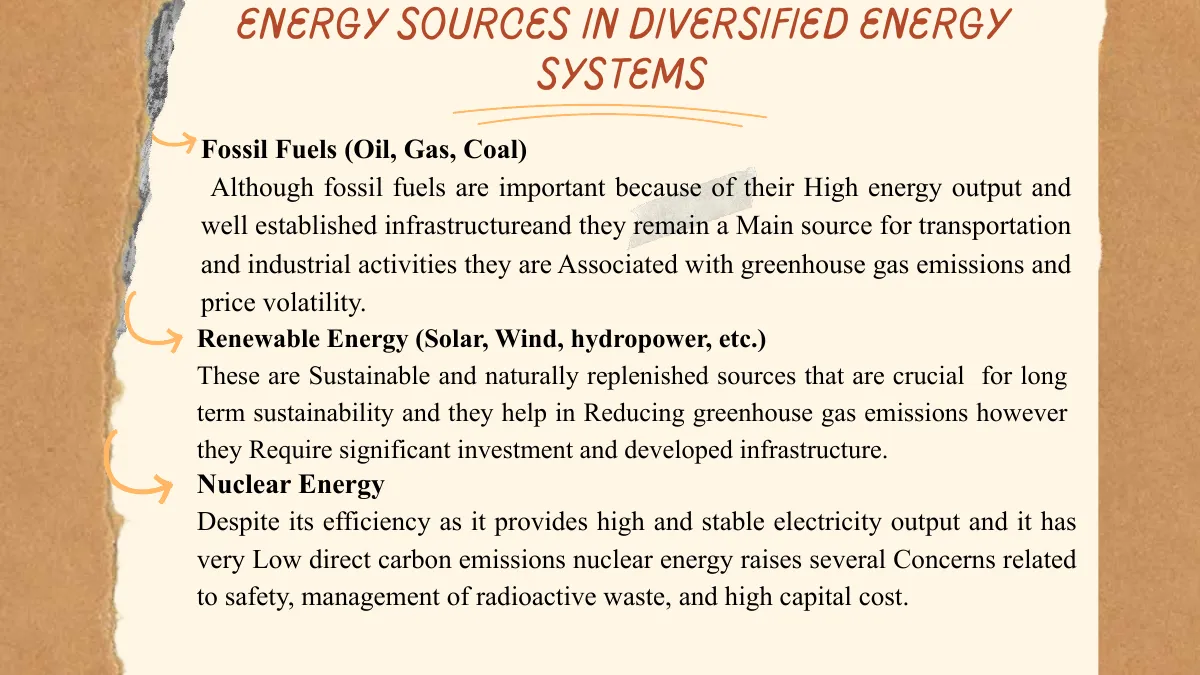 ENERGY SOURCES IN DIVERSIFIED ENERGY
SYSTEMS
Fossil Fuels (Oil, Gas, Coal)
Although fossil fuels are important because of their High energy output and
well established infrastructureand they remain a Main source for transportation
and industrial activities they are Associated with greenhouse gas emissions and
price volatility.
Renewable Energy (Solar, Wind, hydropower, etc.)
These are Sustainable and naturally replenished sources that are crucial  for long
term sustainability and they help in Reducing greenhouse gas emissions however
they Require significant investment and developed infrastructure.
Nuclear Energy
Despite its efficiency as it provides high and stable electricity output and it has
very Low direct carbon emissions nuclear energy raises several Concerns related
to safety, management of radioactive waste, and high capital cost.